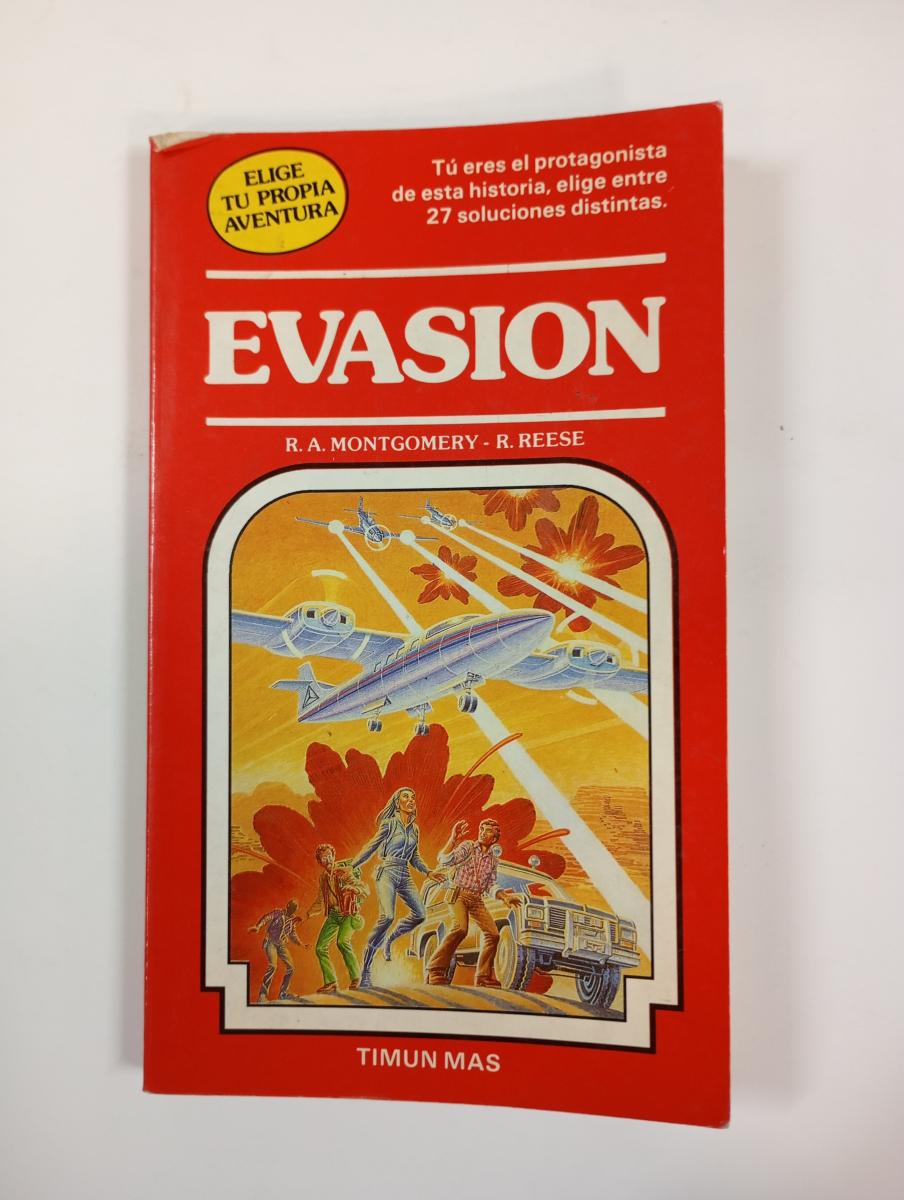 ELIGE
TU PROPIA
AVENTURA
Tú eres el protagonista
de esta historia, elige entre
27 soluciones distintas.
EVASION
R. A. MONTGOMERY - R. REESE
TIMUN MAS